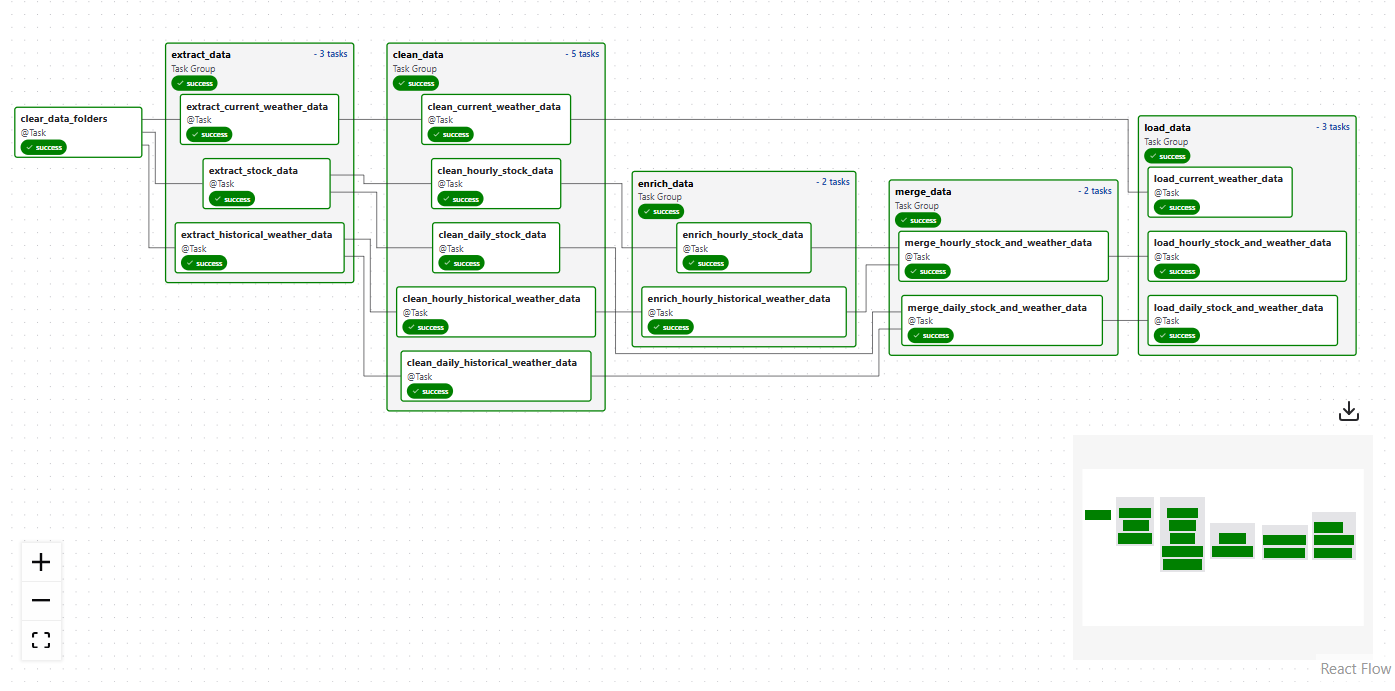 clear_data_folders
@Task
success
extract_data
- 3 tasks
Task Group
success
extract_current_weather_data
@Task
success
extract_stock_data
@Task
success
extract_historical_weather_data
@Task
success
clean_data
- 5 tasks
Task Group
success
clean_current_weather_data
@Task
success
clean_hourly_stock_data
@Task
success
clean_daily_stock_data
@Task
success
clean_hourly_historical_weather_data
@Task
success
clean_daily_historical_weather_data
@Task
success
enrich_data
- 2 tasks
Task Group
success
enrich_hourly_stock_data
@Task
success
enrich_hourly_historical_weather_data
@Task
success
merge_data
- 2 tasks
Task Group
success
merge_hourly_stock_and_weather_data
@Task
success
merge_daily_stock_and_weather_data
@Task
success
load_data
- 3 tasks
Task Group
success
load_current_weather_data
@Task
success
load_hourly_stock_and_weather_data
@Task
success
load_daily_stock_and_weather_data
@Task
success
React Flow